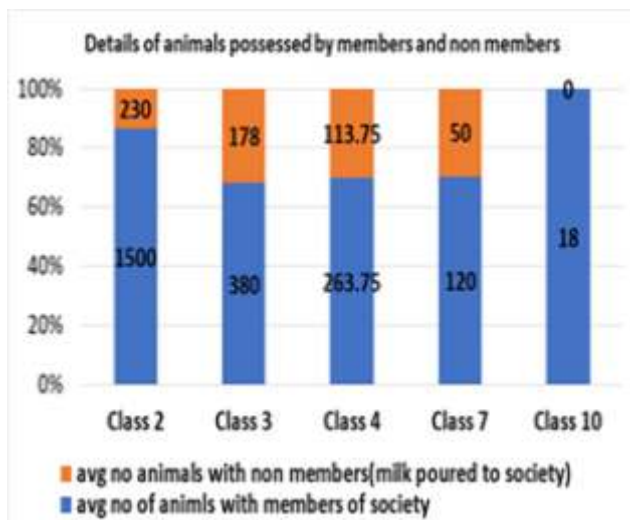 Details of animals possessed by members and non members
100%
80%
60%
40%
20%
0%
230
178
113.75
50
0
1500
380
263.75
120
18
Class 2
Class 3
Class 4
Class 7
Class 10
avg no animals with non members(milk poured to society)
avg no of animls with members of society